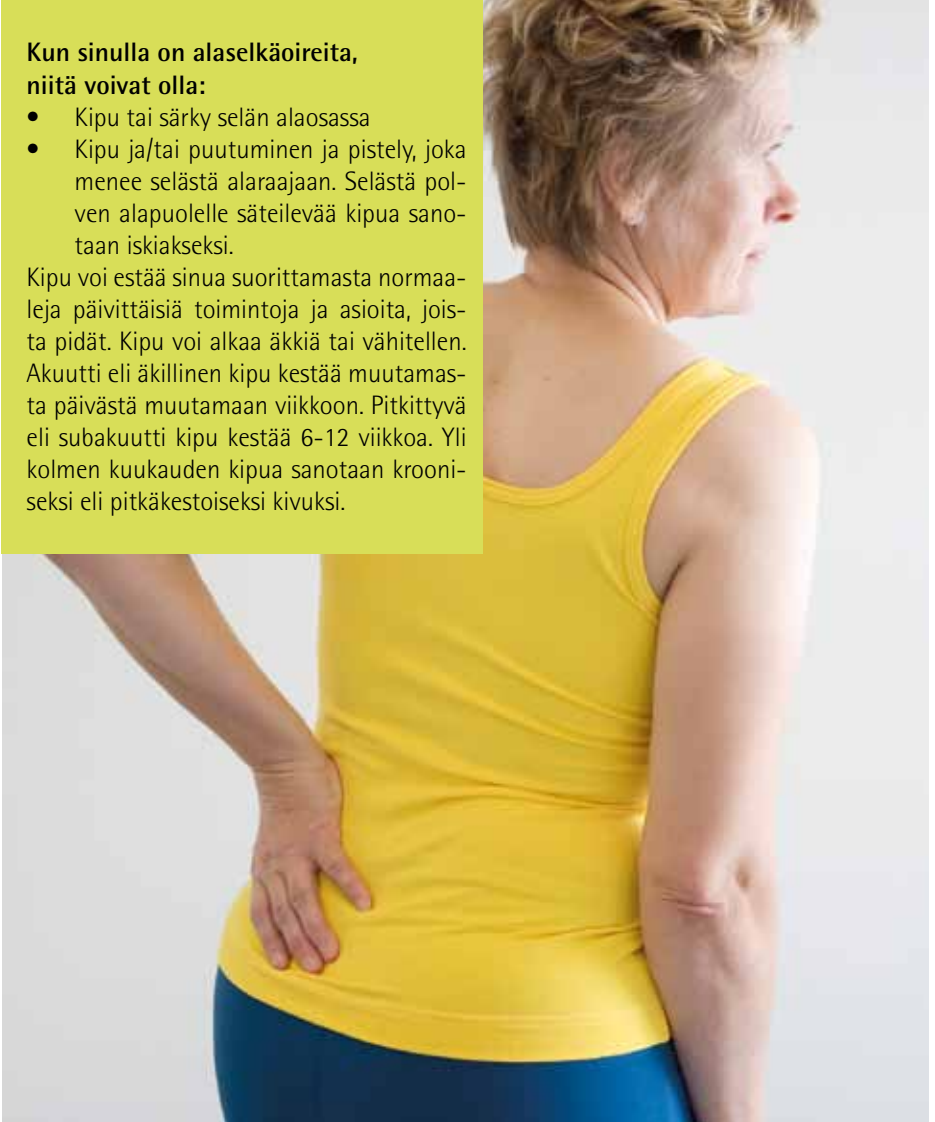 Kun sinulla on alaselkäoireita,
niitä voivat olla:
• Kipu tai särky selän alaosassa
• Kipu ja/tai puutuminen ja pistely, joka
menee selästä alaraajaan. Selästä pol-
ven alapuolelle säteilevää kipua sano-
taan iskiakseksi.
Kipu voi estää sinua suorittamasta normaa-
leja päivittäisiä toimintoja ja asioita, jois-
ta pidät. Kipu voi alkaa äkkiä tai vähitellen.
Akuutti eli äkillinen kipu kestää muutamas-
ta päivästä muutamaan viikkoon. Pitkittyvä
eli subakuutti kipu kestää 6-12 viikkoa. Yli
kolmen kuukauden kipua sanotaan krooni-
seksi eli pitkäkestoiseksi kivuksi.